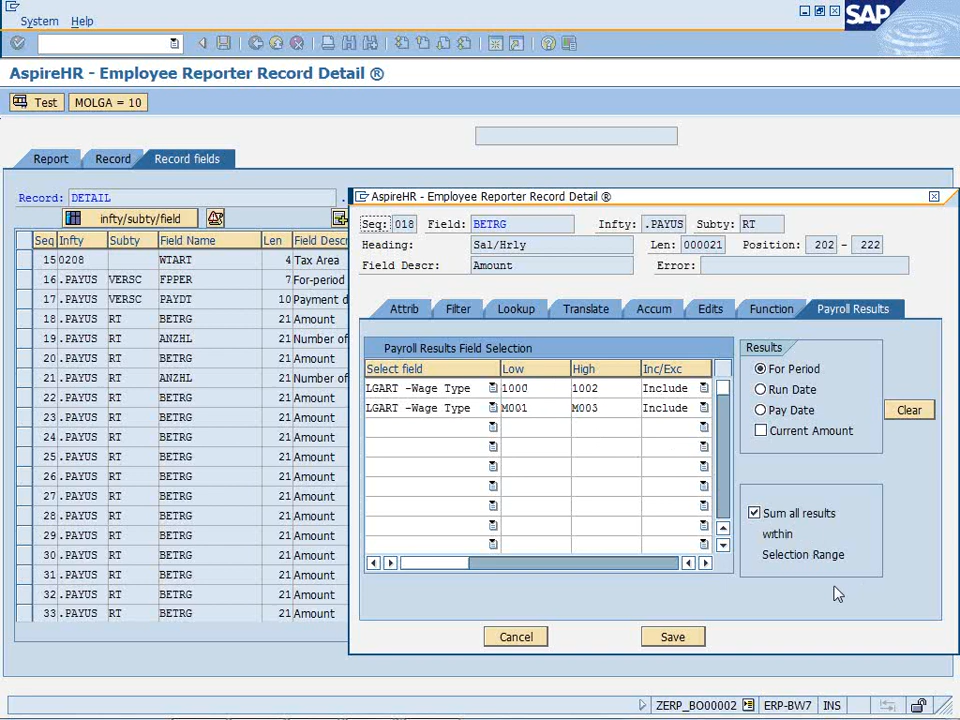 System Help
SAP
AspireHR - Employee Reporter Record Detail ®
Test MOLGA = 10
Report Record Record fields
Record: DETAIL
infty/subty/field
Seq Infty Subty Field Name Len Field Descr
15 0208 WTART 4 Tax Area
16 .PAYUS VERSC FPPER 7 For-period
17 .PAYUS VERSC PAYDT 10 Payment d
18 .PAYUS RT BETRG 21 Amount
19 .PAYUS RT ANZHL 21 Number of
20 .PAYUS RT BETRG 21 Amount
21 .PAYUS RT ANZHL 21 Number of
22 .PAYUS RT BETRG 21 Amount
23 .PAYUS RT BETRG 21 Amount
24 .PAYUS RT BETRG 21 Amount
25 .PAYUS RT BETRG 21 Amount
26 .PAYUS RT BETRG 21 Amount
27 .PAYUS RT BETRG 21 Amount
28 .PAYUS RT BETRG 21 Amount
29 .PAYUS RT BETRG 21 Amount
30 .PAYUS RT BETRG 21 Amount
31 .PAYUS RT BETRG 21 Amount
32 .PAYUS RT BETRG 21 Amount
33 .PAYUS RT BETRG 21 Amount
AspireHR - Employee Reporter Record Detail ®
Seq: 018 Field: BETRG Infty: .PAYUS Subty: RT
Heading: Sal/Hrly Len: 000021 Position: 202 - 222
Field Descr: Amount Error:
Attrib Filter Lookup Translate Accum Edits Function Payroll Results
Payroll Results Field Selection
Select field Low High Inc/Exc
LGART -Wage Type 1000 1002 Include
LGART -Wage Type M001 M003 Include
Results
For Period
Run Date
Pay Date
Current Amount
Clear
Sum all results
within
Selection Range
Cancel Save
ZERP_BO00002 ERP-BW7 INS